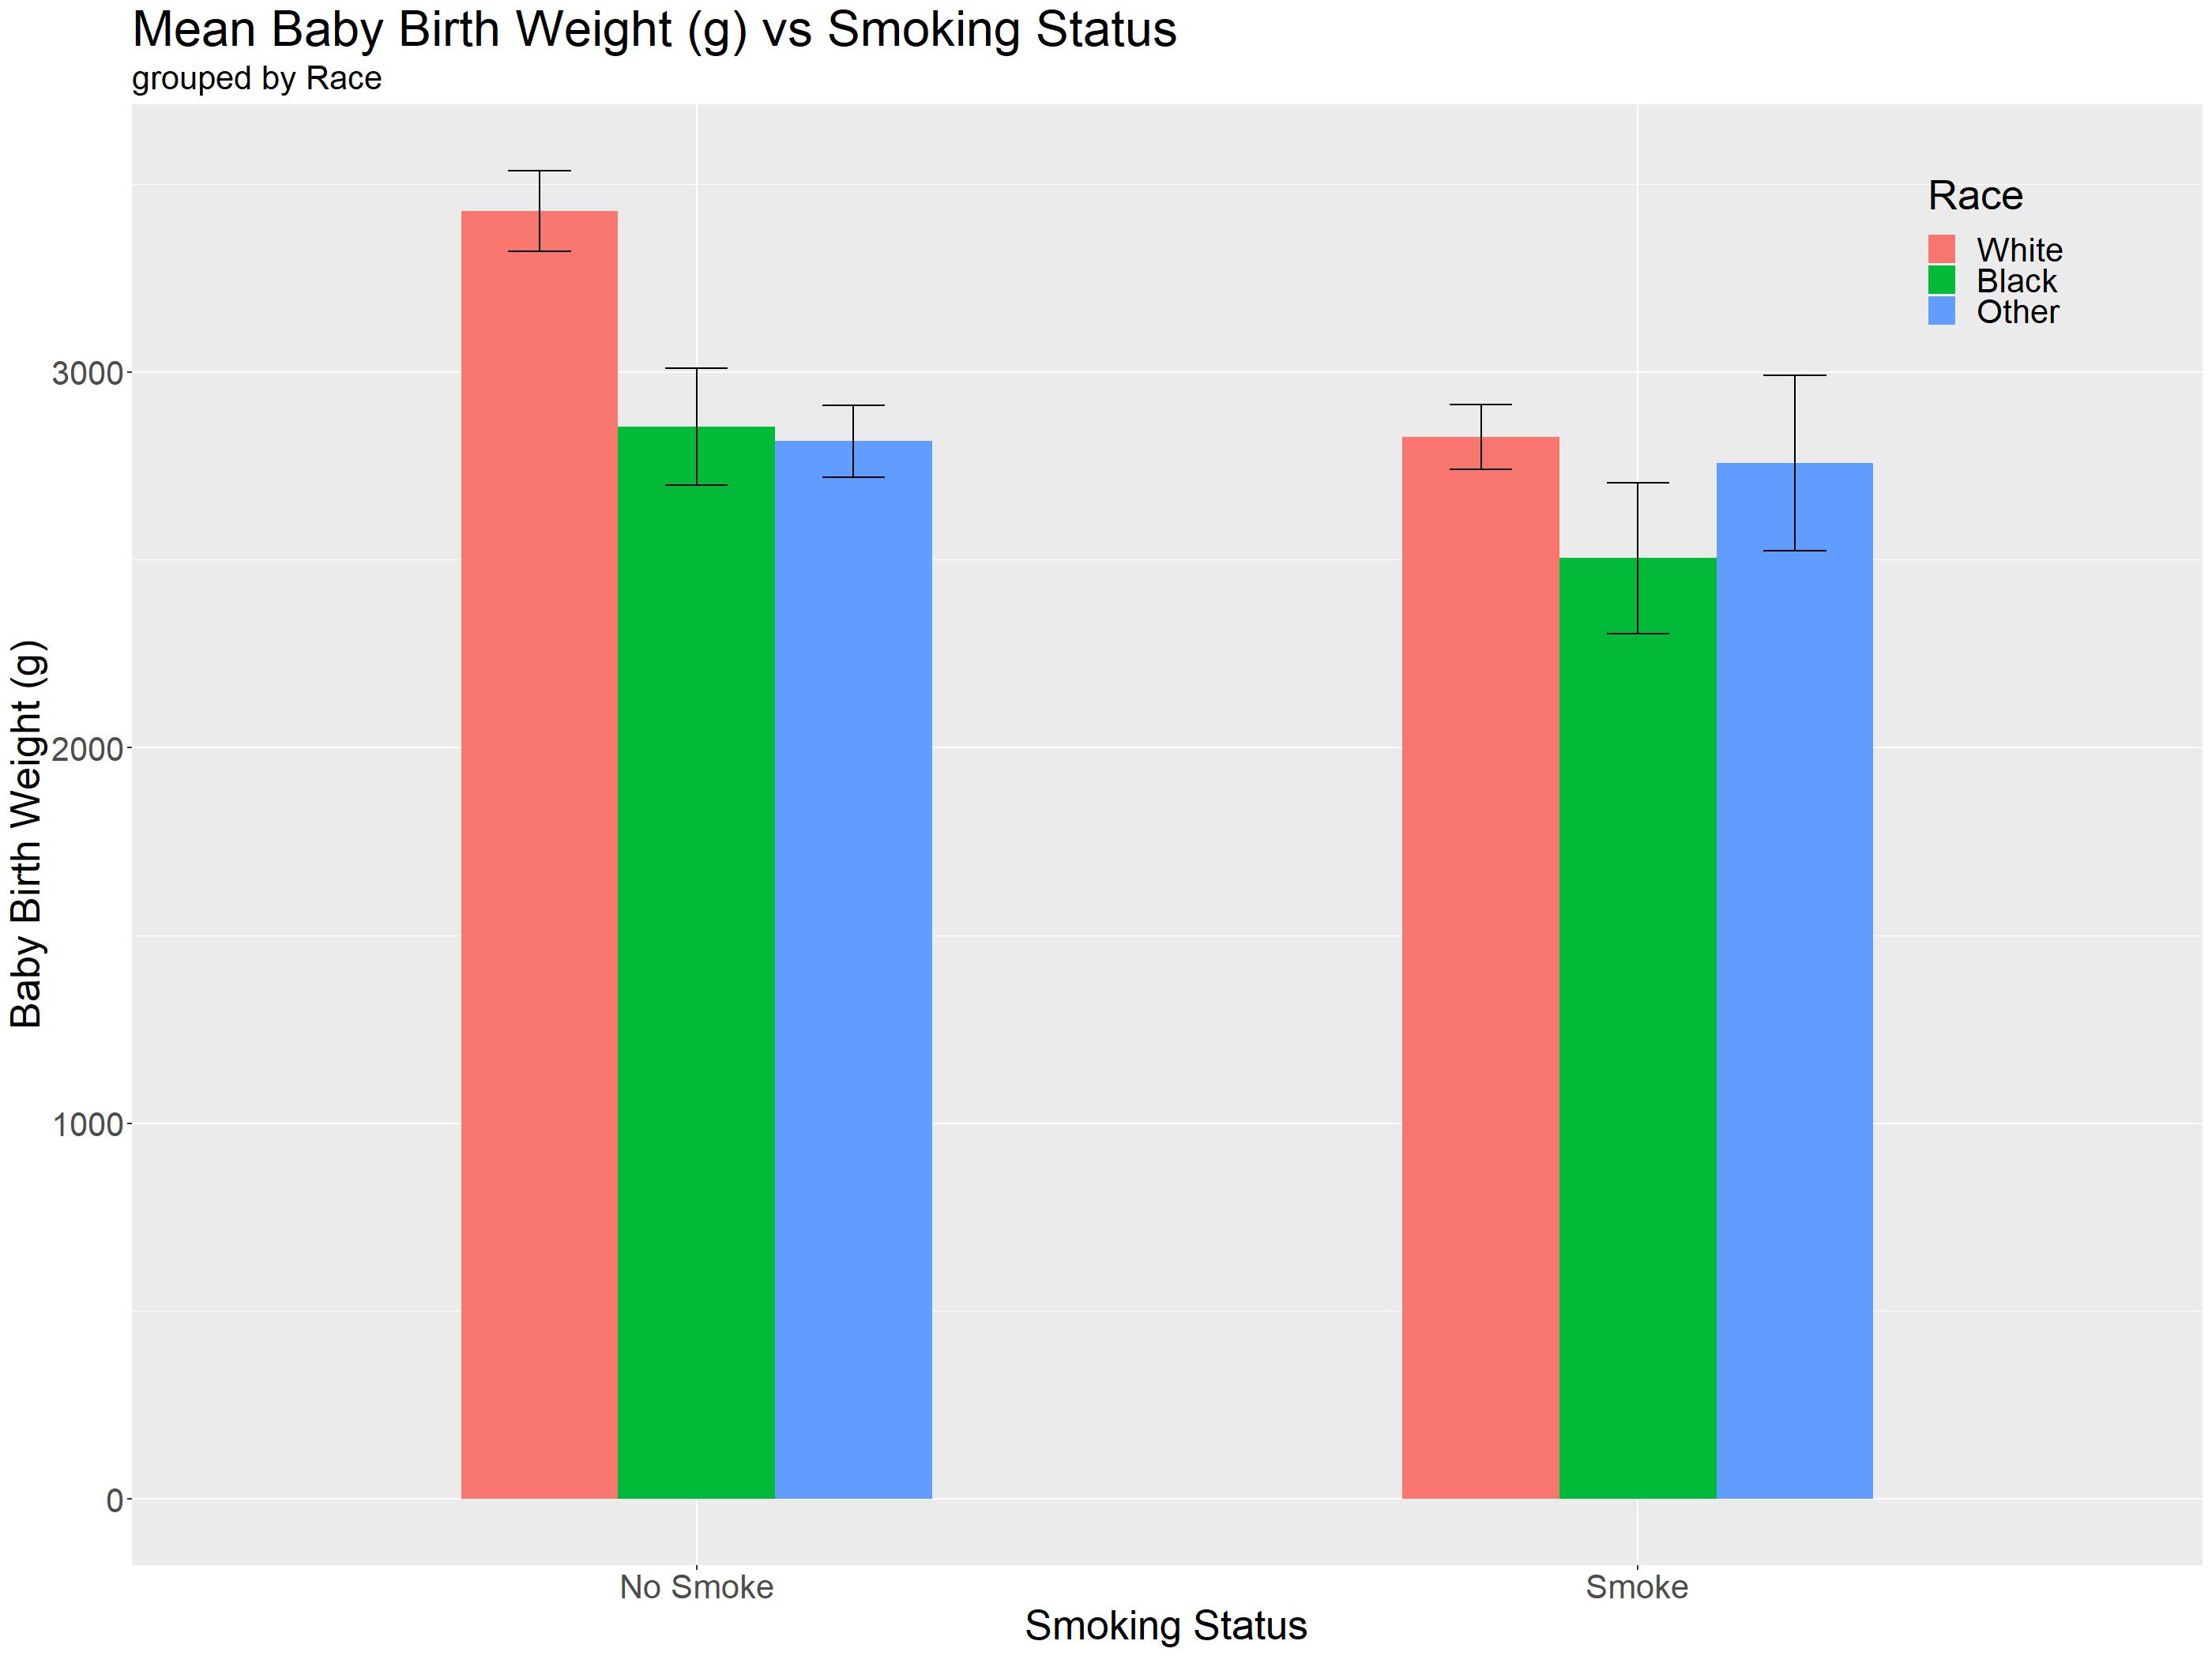 Mean Baby Birth Weight (g) vs Smoking Status
grouped by Race
Race
White
Black
Other
Baby Birth Weight (g)
3000
2000
1000
0
No Smoke
Smoke
Smoking Status